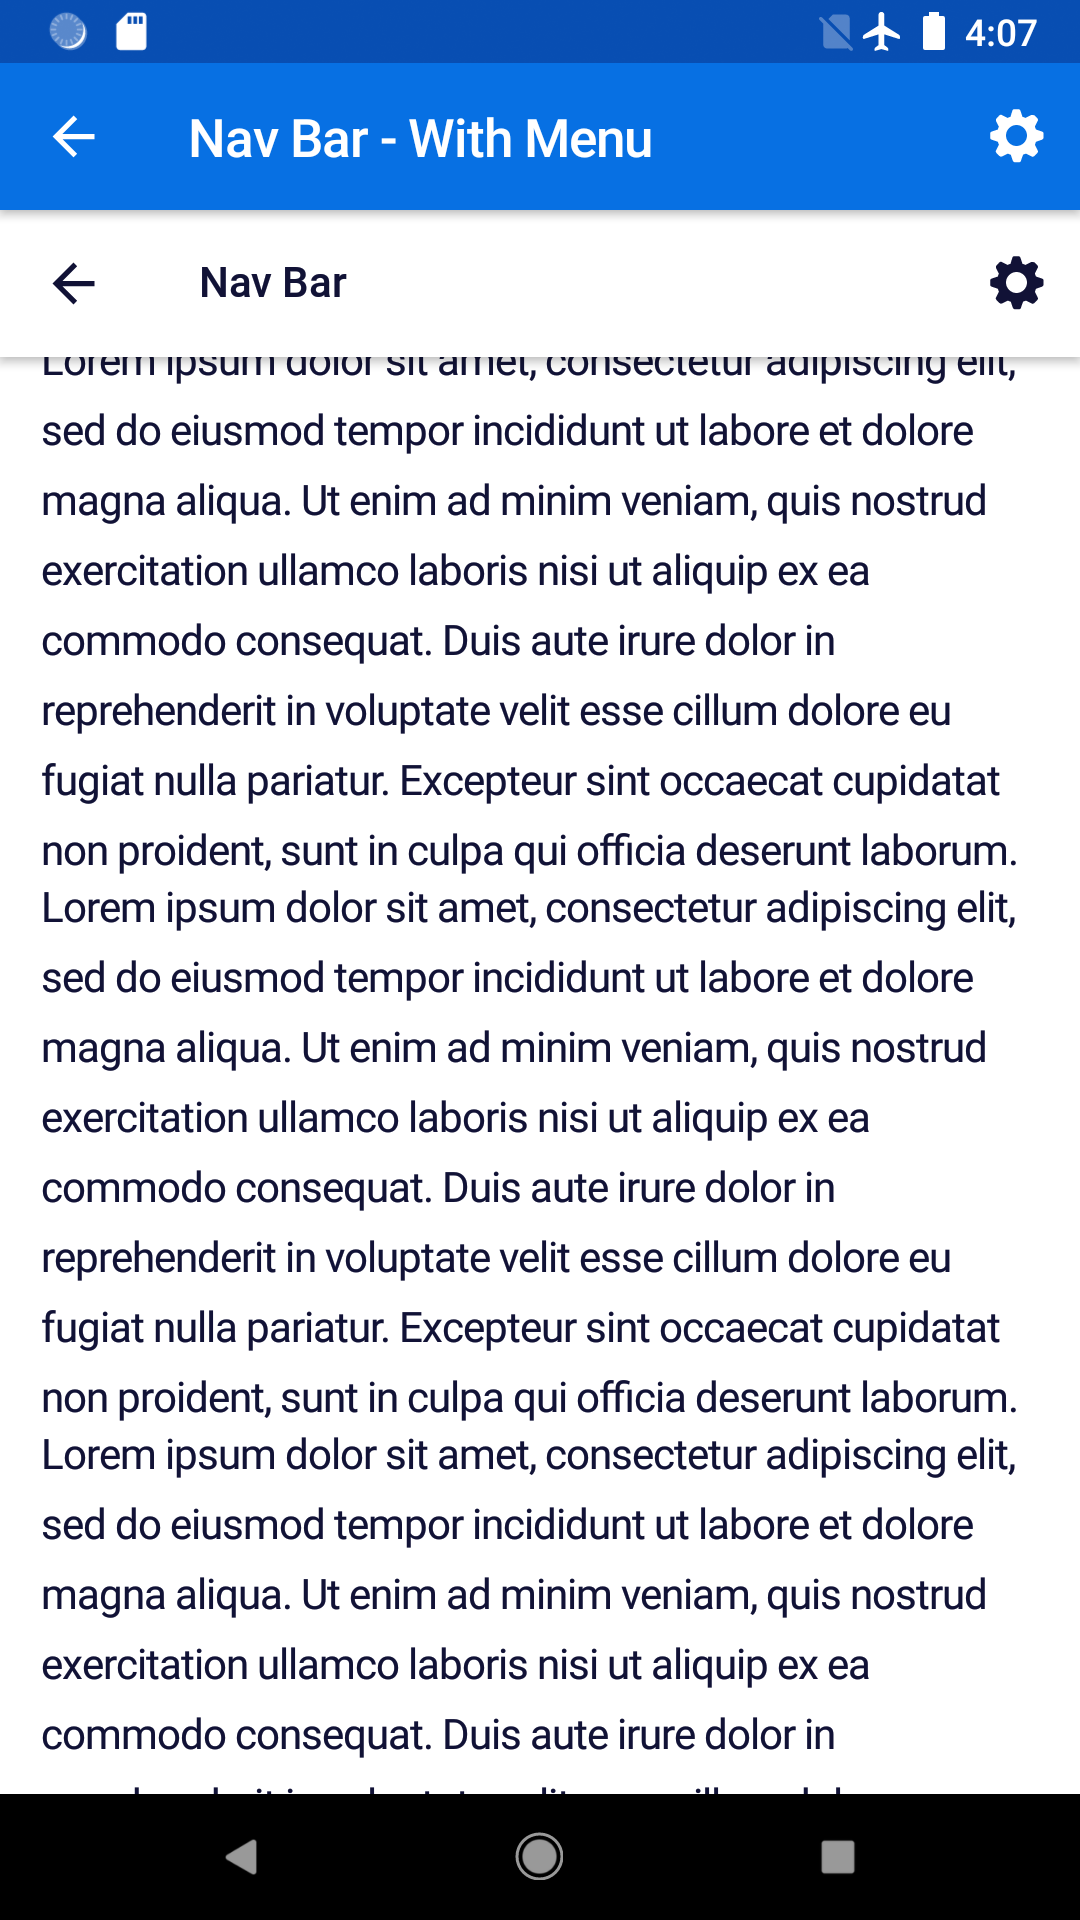 4:07
Nav Bar - With Menu
Nav Bar
Lorem ipsum dolor sit amet, consectetur adipiscing elit,
sed do eiusmod tempor incididunt ut labore et dolore
magna aliqua. Ut enim ad minim veniam, quis nostrud
exercitation ullamco laboris nisi ut aliquip ex ea
commodo consequat. Duis aute irure dolor in
reprehenderit in voluptate velit esse cillum dolore eu
fugiat nulla pariatur. Excepteur sint occaecat cupidatat
non proident, sunt in culpa qui officia deserunt laborum.
Lorem ipsum dolor sit amet, consectetur adipiscing elit,
sed do eiusmod tempor incididunt ut labore et dolore
magna aliqua. Ut enim ad minim veniam, quis nostrud
exercitation ullamco laboris nisi ut aliquip ex ea
commodo consequat. Duis aute irure dolor in
reprehenderit in voluptate velit esse cillum dolore eu
fugiat nulla pariatur. Excepteur sint occaecat cupidatat
non proident, sunt in culpa qui officia deserunt laborum.
Lorem ipsum dolor sit amet, consectetur adipiscing elit,
sed do eiusmod tempor incididunt ut labore et dolore
magna aliqua. Ut enim ad minim veniam, quis nostrud
exercitation ullamco laboris nisi ut aliquip ex ea
commodo consequat. Duis aute irure dolor in